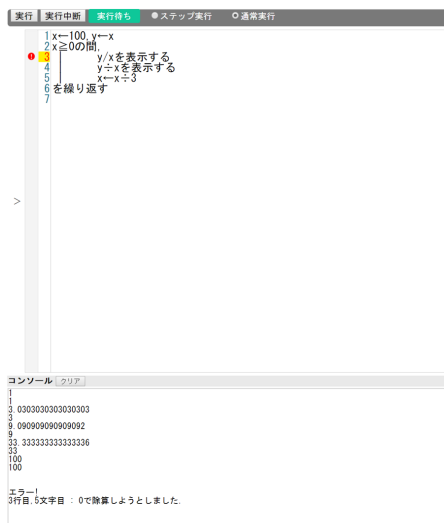 実行 実行中断 実行待ち ステップ実行 通常実行
1 x←100,y←x
2 x≧0の間,
3 | y/xを表示する
4 | y÷xを表示する
5 | x←x÷3
6 を繰り返す
7
>
コンソール クリア
1
1
3.0303030303030303
3
9.090909090909092
9
33.333333333333336
33
100
100
エラー!
3行目,5文字目 : 0で除算しようとしました.